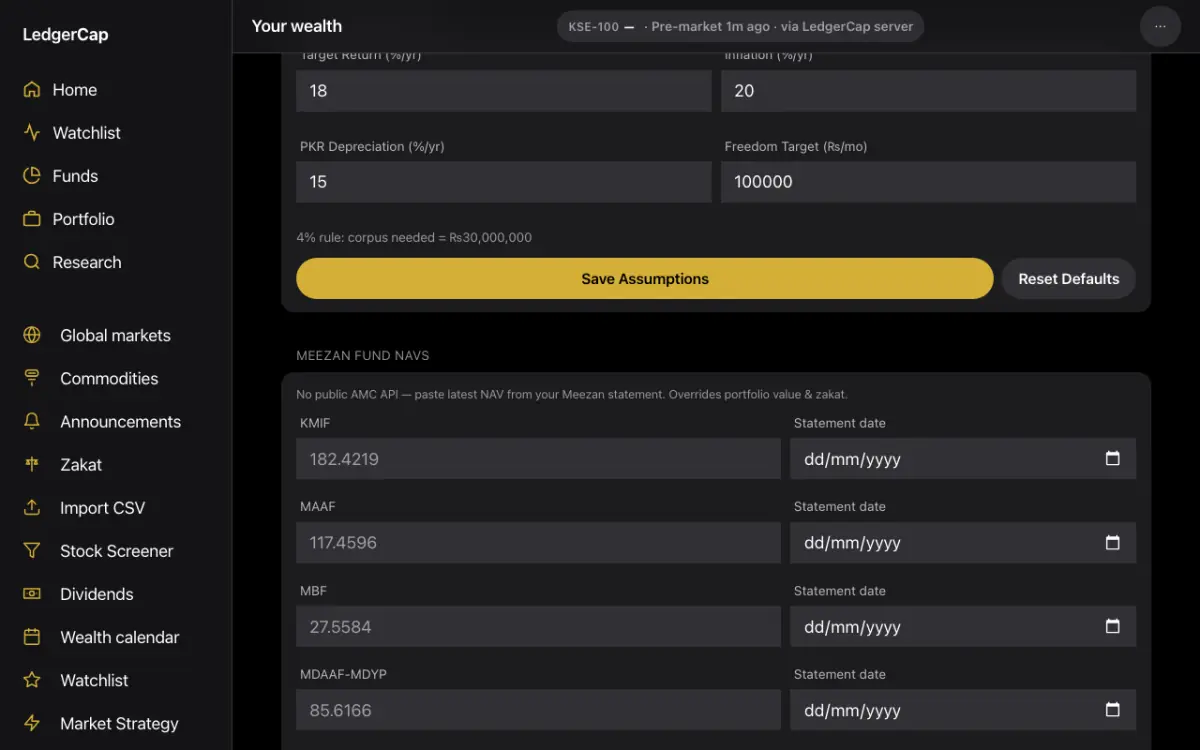 LedgerCap
Your wealth
KSE-100 — · Pre-market 1m ago · via LedgerCap server
...
Home
Watchlist
Funds
Portfolio
Research
Global markets
Commodities
Announcements
Zakat
Import CSV
Stock Screener
Dividends
Wealth calendar
Watchlist
Market Strategy
Target Return (%/yr) Inflation (%/yr)
18 20
PKR Depreciation (%/yr) Freedom Target (₨/mo)
15 100000
4% rule: corpus needed = ₨30,000,000
Save Assumptions Reset Defaults
MEEZAN FUND NAVS
No public AMC API — paste latest NAV from your Meezan statement. Overrides portfolio value & zakat.
KMIF Statement date
182.4219 dd/mm/yyyy
MAAF Statement date
117.4596 dd/mm/yyyy
MBF Statement date
27.5584 dd/mm/yyyy
MDAAF-MDYP Statement date
85.6166 dd/mm/yyyy